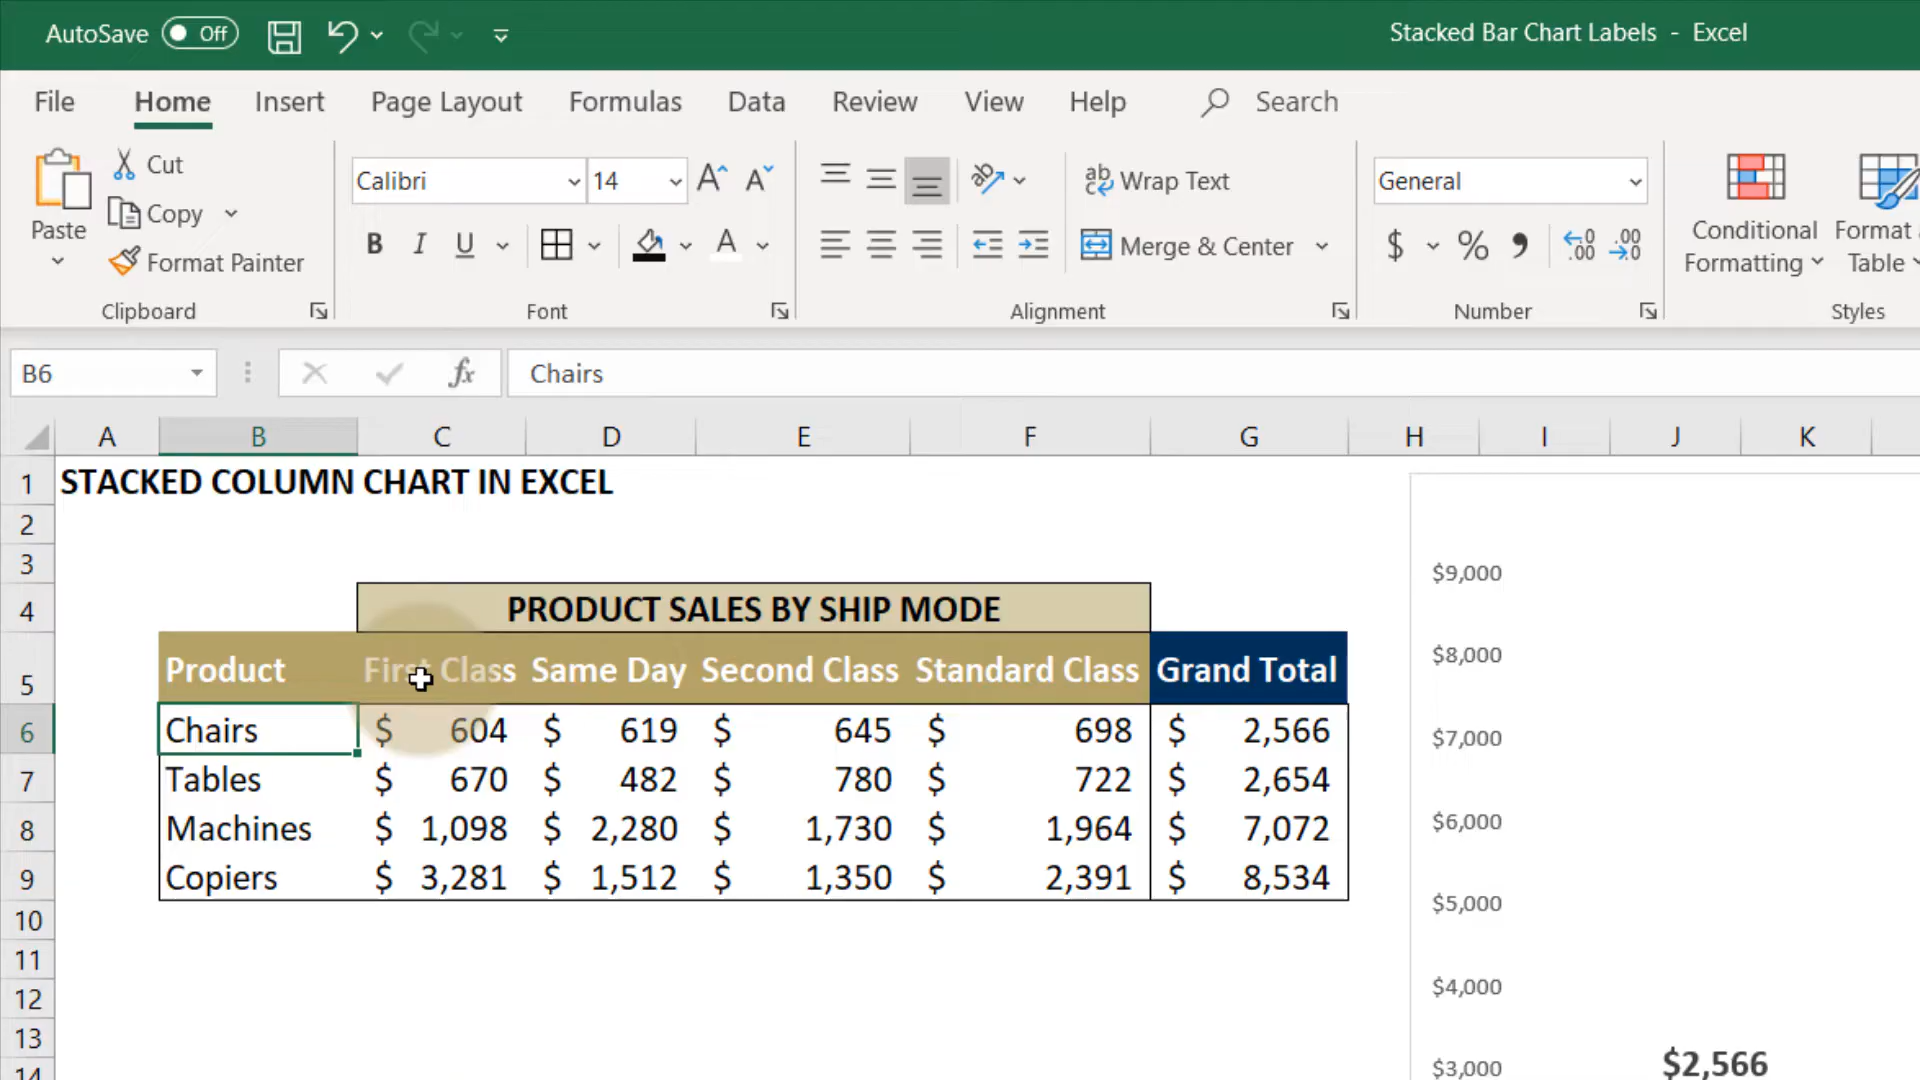 AutoSave Off Stacked Bar Chart Labels - Excel
File Home Insert Page Layout Formulas Data Review View Help Search
Paste Cut Copy Format Painter
Clipboard
Calibri 14
B I U A
Font
Wrap Text
Merge & Center
Alignment
General
$ % 9
Number
Conditional Formatting
Format
Table
Styles
B6 fx Chairs
A B C D E F G H I J K
1 STACKED COLUMN CHART IN EXCEL
2
3
4 PRODUCT SALES BY SHIP MODE
5 Product First Class Same Day Second Class Standard Class Grand Total
6 Chairs $ 604 $ 619 $ 645 $ 698 $ 2,566
7 Tables $ 670 $ 482 $ 780 $ 722 $ 2,654
8 Machines $ 1,098 $ 2,280 $ 1,730 $ 1,964 $ 7,072
9 Copiers $ 3,281 $ 1,512 $ 1,350 $ 2,391 $ 8,534
10
11
12
13
14
$9,000
$8,000
$7,000
$6,000
$5,000
$4,000
$3,000 $2,566